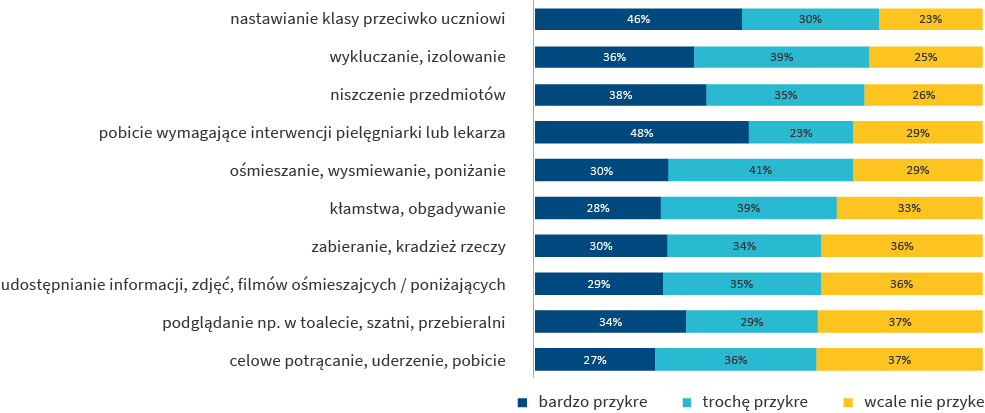 nastawianie klasy przeciwko uczniowi 46% 30% 23%
wykluczanie, izolowanie 36% 39% 25%
niszczenie przedmiotów 38% 35% 26%
pobicie wymagające interwencji pielęgniarki lub lekarza 48% 23% 29%
ośmieszanie, wysmiewanie, poniżanie 30% 41% 29%
kłamstwa, obgadywanie 28% 39% 33%
zabieranie, kradzież rzeczy 30% 34% 36%
udostępnianie informacji, zdjęć, filmów ośmieszajcych / poniżających 29% 35% 36%
podglądanie np. w toalecie, szatni, przebieralni 34% 29% 37%
celowe potrącanie, uderzenie, pobicie 27% 36% 37%
bardzo przykre trochę przykre wcale nie przyke